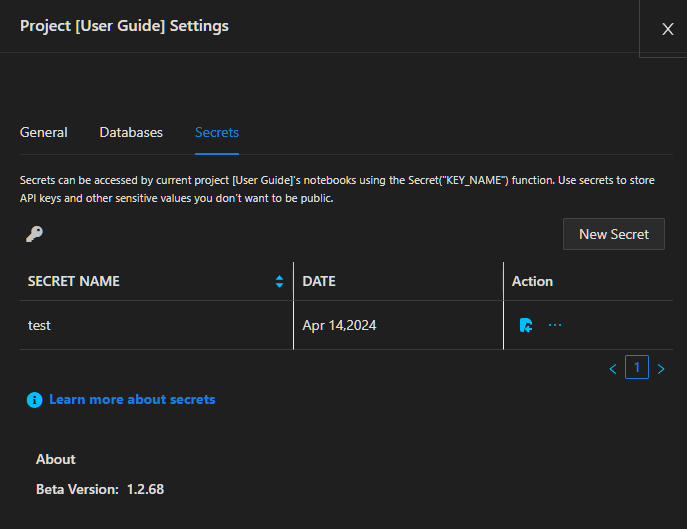 Project [User Guide] Settings
X
General Databases Secrets
Secrets can be accessed by current project [User Guide]'s notebooks using the Secret("KEY_NAME") function. Use secrets to store
API keys and other sensitive values you don't want to be public.
New Secret
SECRET NAME DATE Action
test Apr 14,2024 ...
< 1 >
Learn more about secrets
About
Beta Version: 1.2.68